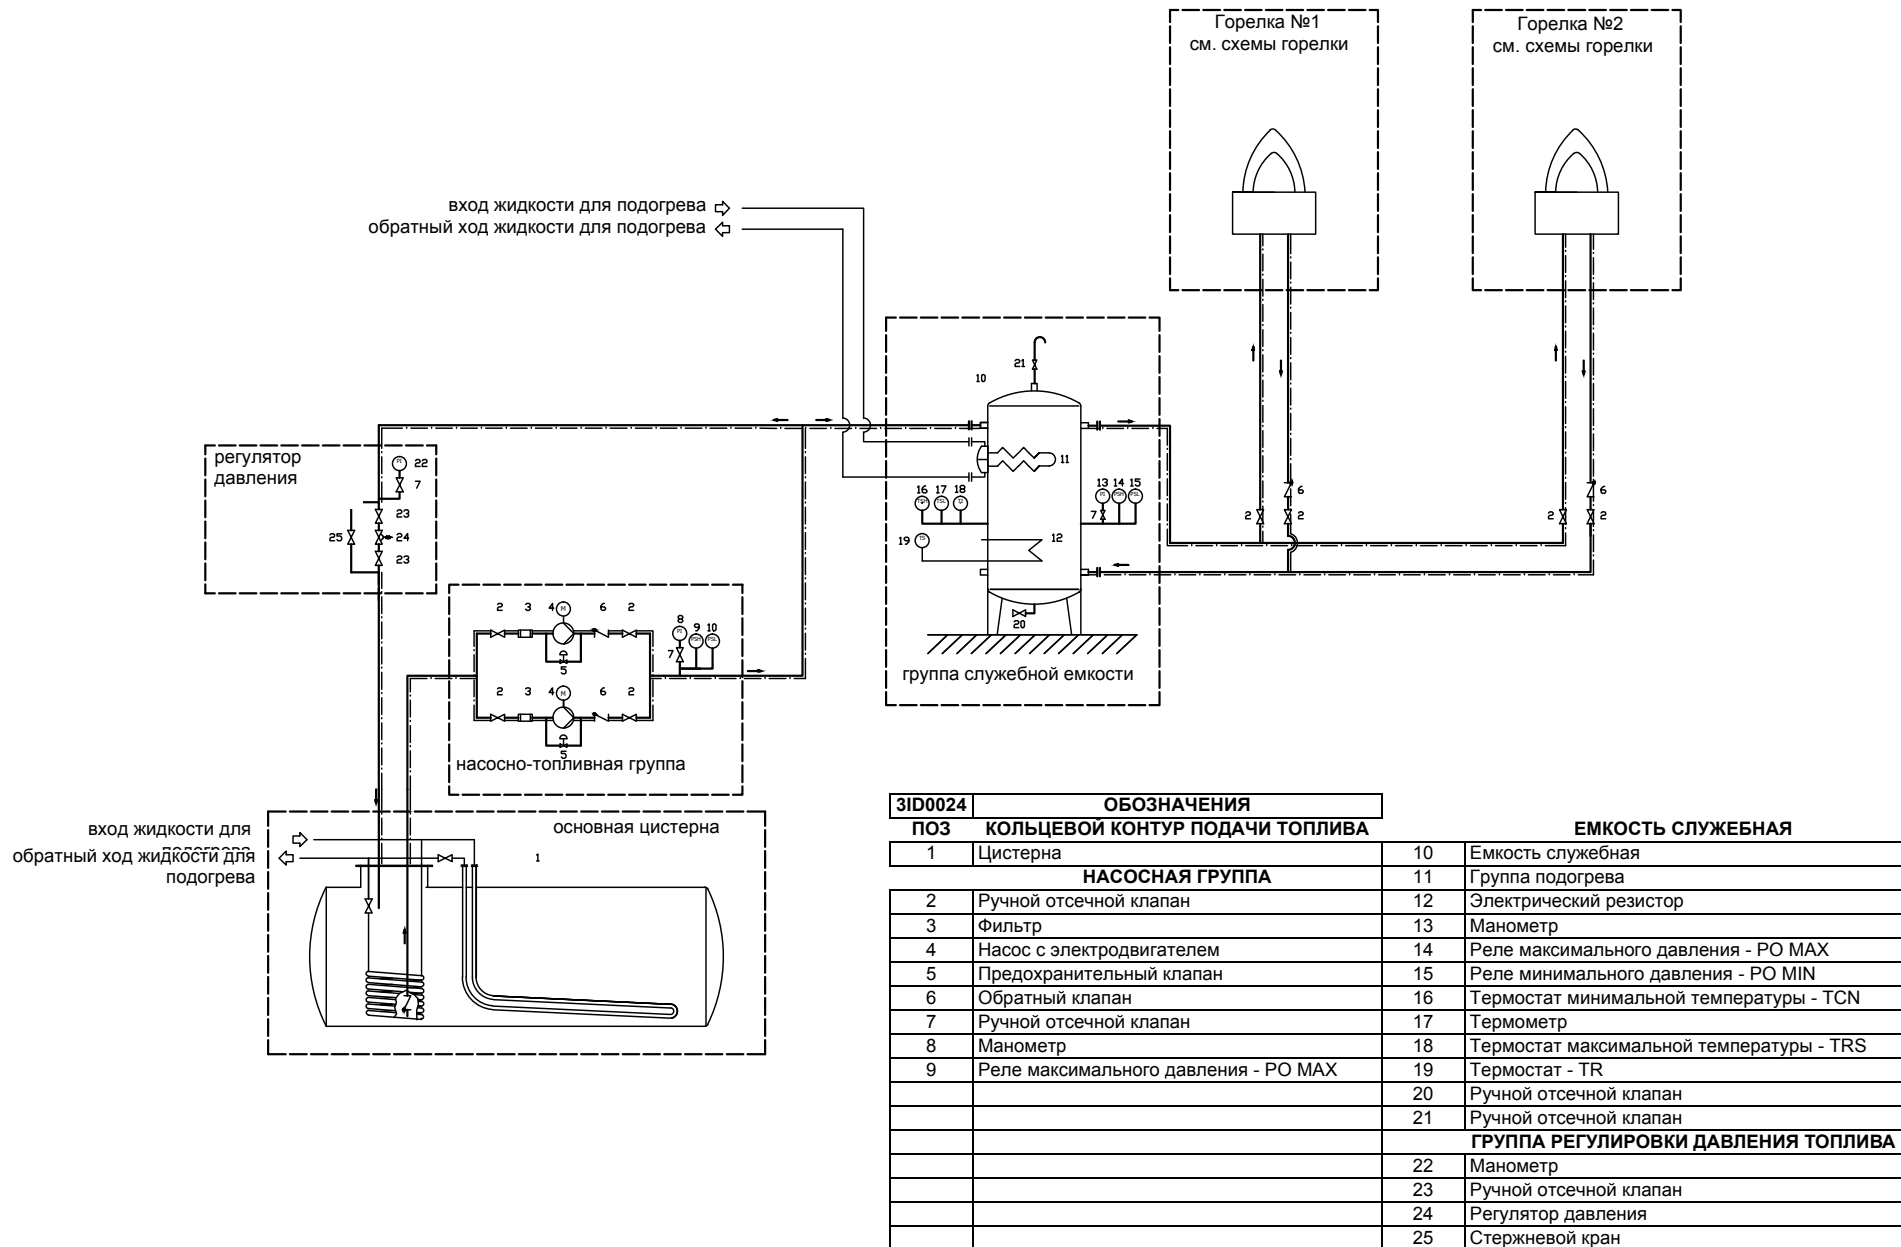 Горелка №1
см. схемы горелки
Горелка №2
см. схемы горелки
вход жидкости для подогрева
обратный ход жидкости для подогрева
21
10
11
16 17 18
13 14 15
PI PSH PSL
7
19
TS
12
20
группа служебной емкости
6
2 2
6
2 2
регулятор
давления
PI 22
7
23
25 24
23
2 3 4 M 6 2
5
2 3 4 M 6 2
5
8
PI
9 10
PSH PSL
7
насосно-топливная группа
основная цистерна
1
вход жидкости для
обратный ход жидкости для
подогрева
3ID0024 ОБОЗНАЧЕНИЯ
ПОЗ КОЛЬЦЕВОЙ КОНТУР ПОДАЧИ ТОПЛИВА ЕМКОСТЬ СЛУЖЕБНАЯ
1 Цистерна 10 Емкость служебная
НАСОСНАЯ ГРУППА 11 Группа подогрева
2 Ручной отсечной клапан 12 Электрический резистор
3 Фильтр 13 Манометр
4 Насос с электродвигателем 14 Реле максимального давления - PO MAX
5 Предохранительный клапан 15 Реле минимального давления - PO MIN
6 Обратный клапан 16 Термостат минимальной температуры - TCN
7 Ручной отсечной клапан 17 Термометр
8 Манометр 18 Термостат максимальной температуры - TRS
9 Реле максимального давления - PO MAX 19 Термостат - TR
20 Ручной отсечной клапан
21 Ручной отсечной клапан
ГРУППА РЕГУЛИРОВКИ ДАВЛЕНИЯ ТОПЛИВА
22 Манометр
23 Ручной отсечной клапан
24 Регулятор давления
25 Стержневой кран